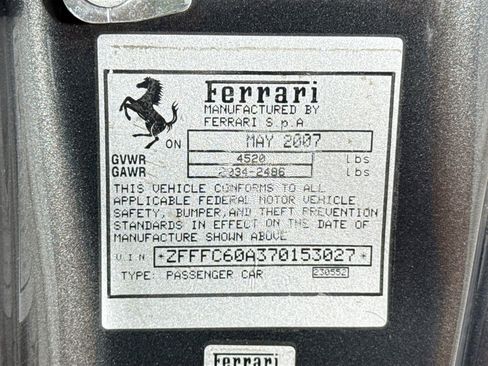 Ferrari
MANUFACTURED BY
FERRARI S.p.A.
ON MAY 2007
GVWR 4520 Lbs
GAWR 2034-2486 Lbs
THIS VEHICLE CONFORMS TO ALL
APPLICABLE FEDERAL MOTOR VEHICLE
SAFETY, BUMPER,AND THEFT PREVENTION
STANDARDS IN EFFECT ON THE DATE OF
MANUFACTURE SHOWN ABOVE
VIN *ZFFFC60A370153027*
TYPE: PASSENGER CAR 230552
Ferrari